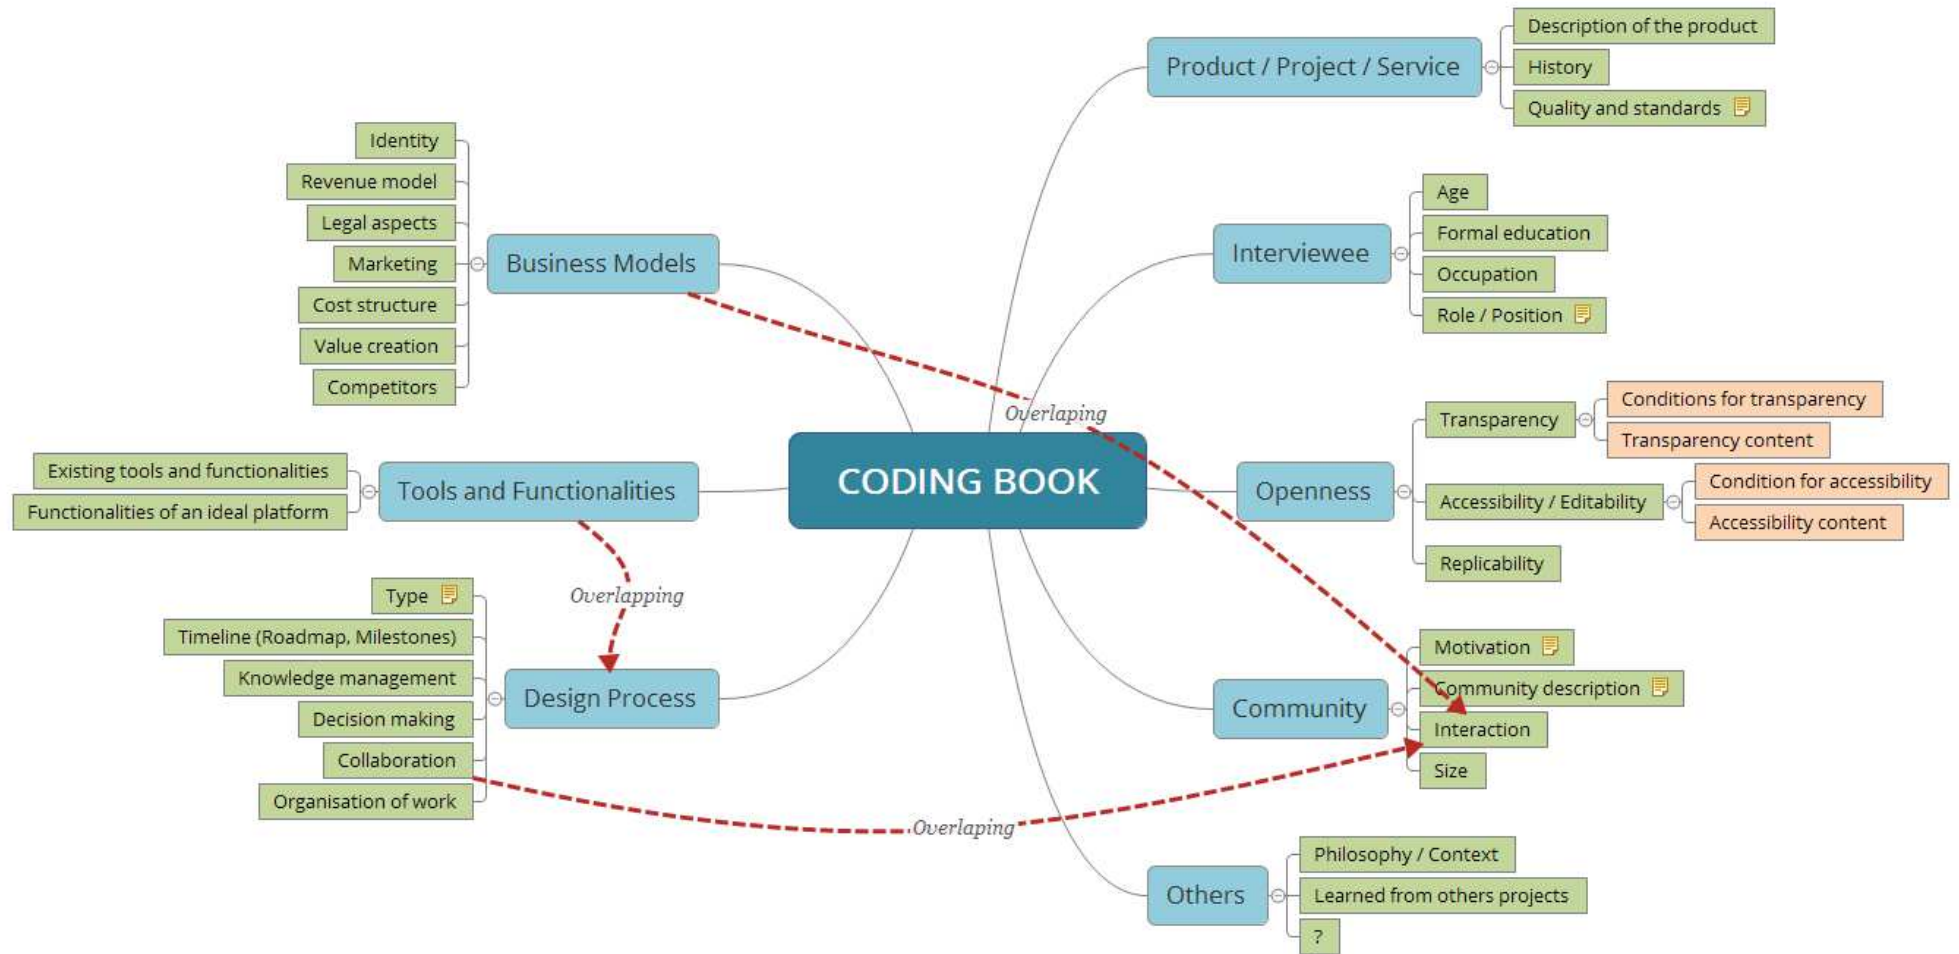 CODING BOOK
Product / Project / Service
Description of the product
History
Quality and standards
Interviewee
Age
Formal education
Occupation
Role / Position
Openness
Transparency
Conditions for transparency
Transparency content
Accessibility / Editability
Condition for accessibility
Accessibility content
Replicability
Community
Motivation
Community description
Interaction
Size
Others
Philosophy / Context
Learned from others projects
?
Business Models
Identity
Revenue model
Legal aspects
Marketing
Cost structure
Value creation
Competitors
Tools and Functionalities
Existing tools and functionalities
Functionalities of an ideal platform
Design Process
Type
Timeline (Roadmap, Milestones)
Knowledge management
Decision making
Collaboration
Organisation of work
Overlaping
Overlapping
Overlaping